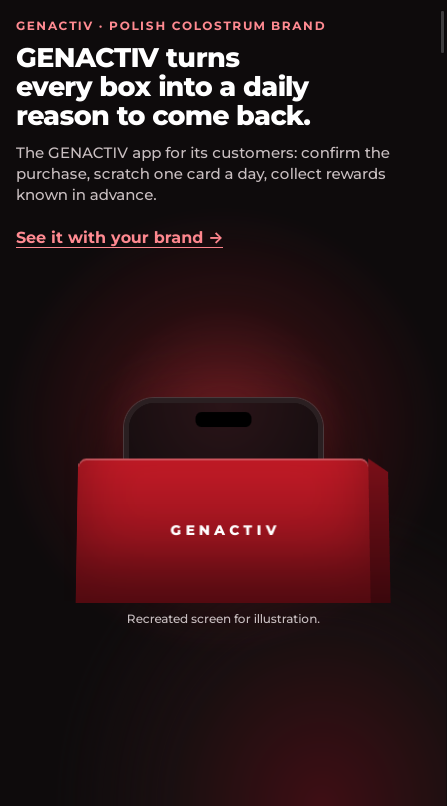 GENACTIV · POLISH COLOSTRUM BRAND
GENACTIV turns
every box into a daily
reason to come back.
The GENACTIV app for its customers: confirm the
purchase, scratch one card a day, collect rewards
known in advance.
See it with your brand →
GENACTIV
Recreated screen for illustration.